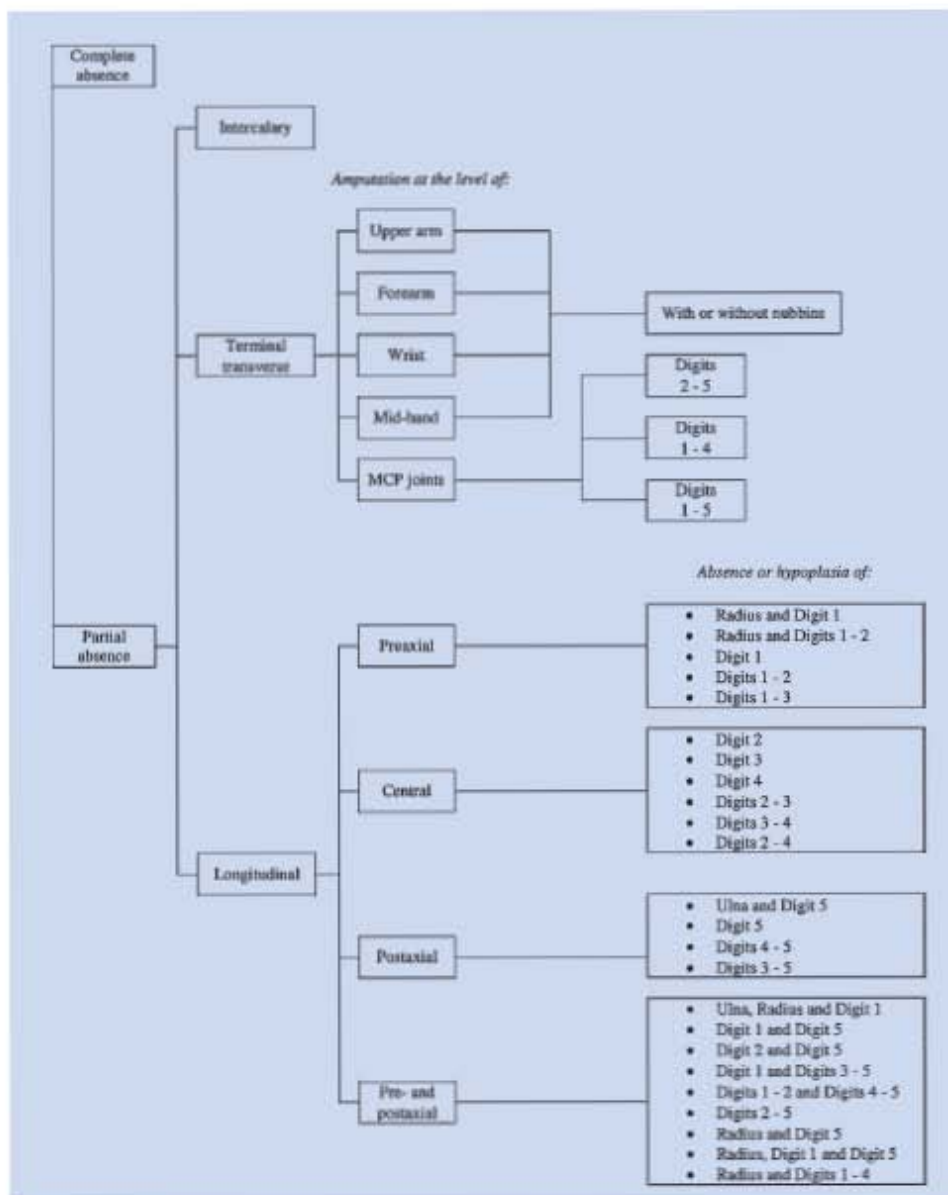 Complete
absence
Intercalary
Amputation at the level of:
Upper arm
Forearm
With or without nubbins
Terminal
transverse
Wrist
Digits
2 - 5
Mid-hand
Digits
1 - 4
MCP joints
Digits
1 - 5
Absence or hypoplasia of:
Partial
absence
Preaxial
• Radius and Digit 1
• Radius and Digits 1 - 2
• Digit 1
• Digits 1 - 2
• Digits 1 - 3
Central
• Digit 2
• Digit 3
• Digit 4
• Digits 2 - 3
• Digits 3 - 4
• Digits 2 - 4
Longitudinal
Postaxial
• Ulna and Digit 5
• Digit 5
• Digits 4 - 5
• Digits 3 - 5
Pre- and
postaxial
• Ulna, Radius and Digit 1
• Digit 1 and Digit 5
• Digit 2 and Digit 5
• Digit 1 and Digits 3 - 5
• Digits 1 - 2 and Digits 4 - 5
• Digits 2 - 5
• Radius and Digit 5
• Radius, Digit 1 and Digit 5
• Radius and Digits 1 - 4